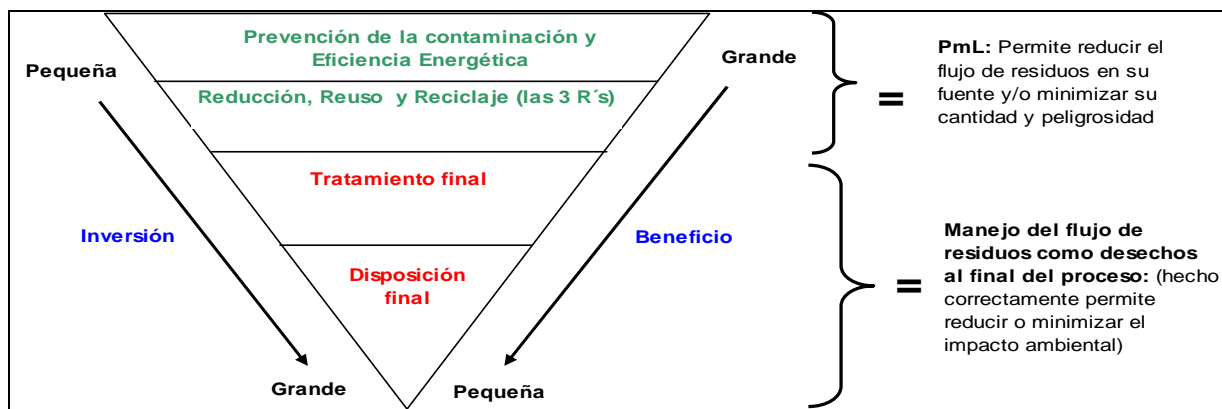 Prevención de la contaminación y
Eficiencia Energética
Pequeña
Grande
Reducción, Reuso y Reciclaje (las 3 R´s)
Tratamiento final
Inversión
Beneficio
Disposición
final
Grande
Pequeña
=
PmL: Permite reducir el
flujo de residuos en su
fuente y/o minimizar su
cantidad y peligrosidad
=
Manejo del flujo de
residuos como desechos
al final del proceso: (hecho
correctamente permite
reducir o minimizar el
impacto ambiental)